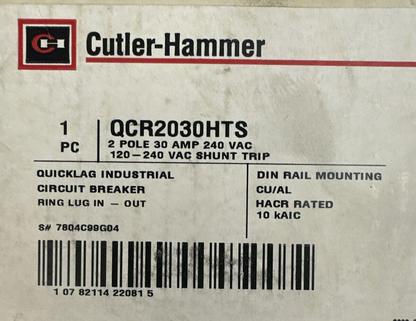 Cutler-Hammer
1 PC
QCR2030HTS
2 POLE 30 AMP 240 VAC
120-240 VAC SHUNT TRIP
QUICKLAG INDUSTRIAL
CIRCUIT BREAKER
RING LUG IN - OUT
S# 7804C99G04
DIN RAIL MOUNTING
CU/AL
HACR RATED
10 kAIC
1 07 82114 22081 5